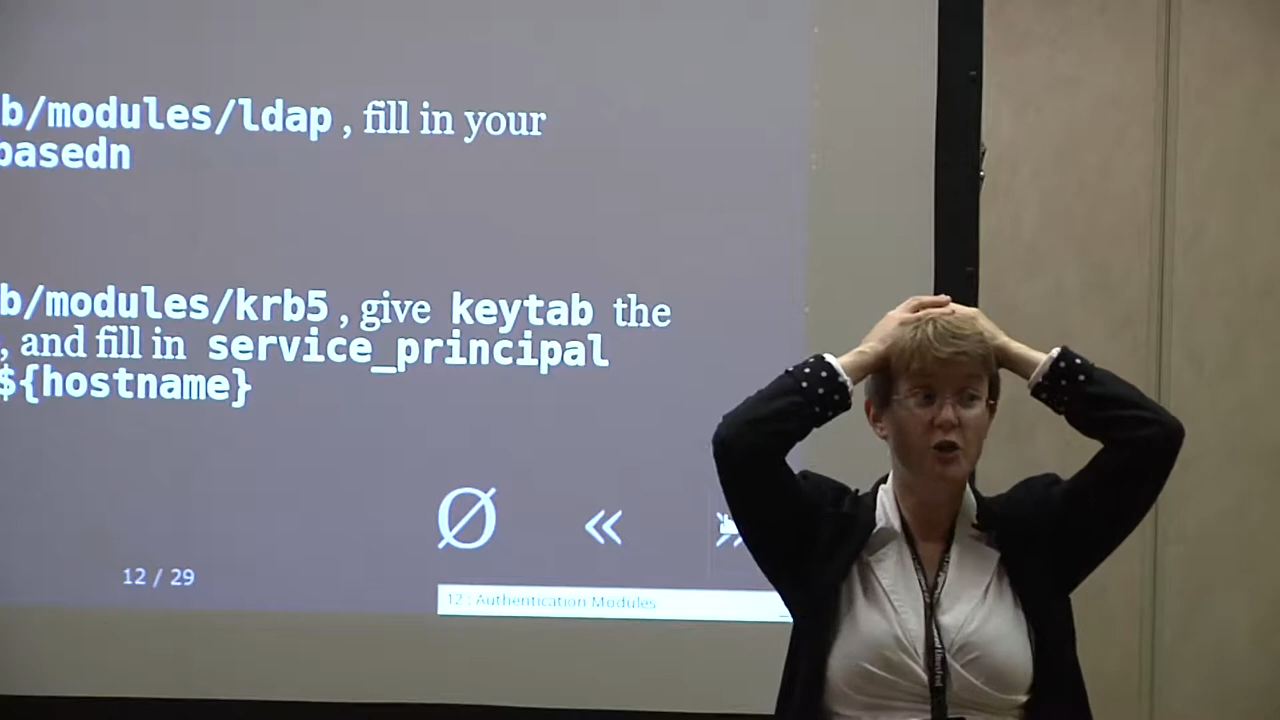 b/modules/ldap , fill in your
basedn
b/modules/krb5 , give keytab the
, and fill in service_principal
${hostname}
Ø «
12 / 29
12 : Authentication Modules